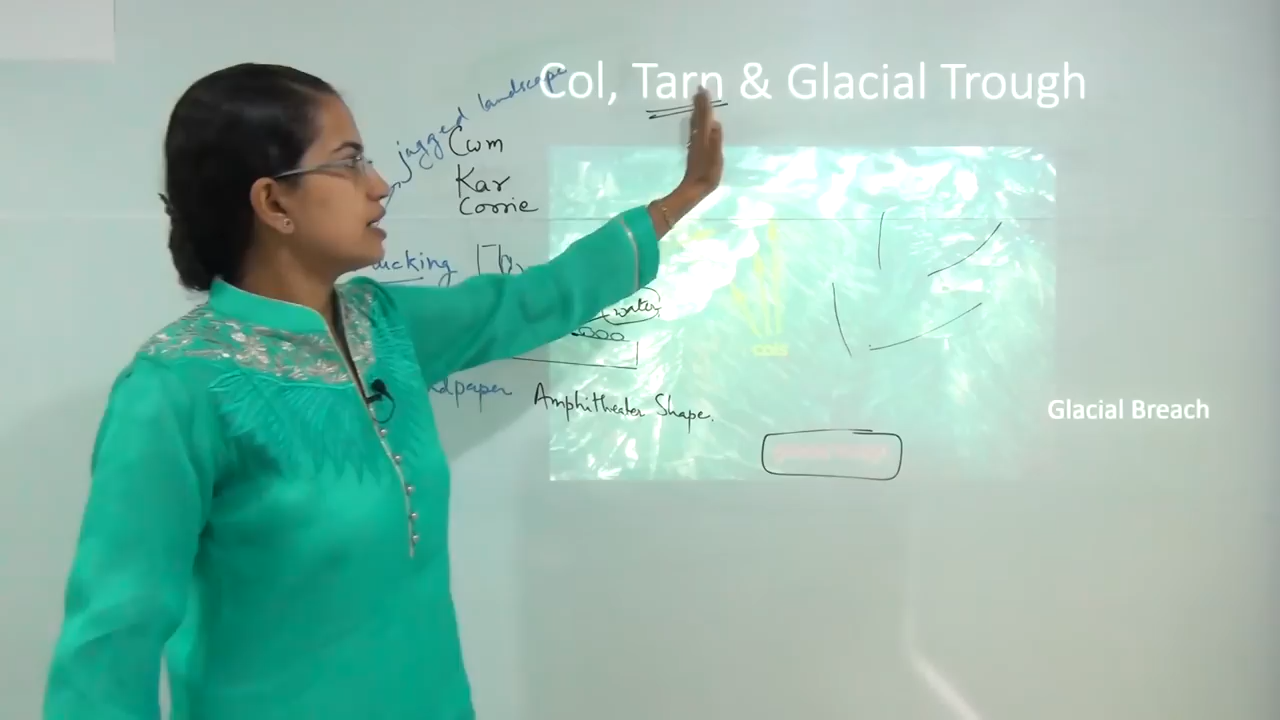 Col, Tarn & Glacial Trough
jagged landscape
Cwm
Kar
Corrie
ucking
water
dpaper
Amphitheater Shape.
COLS
Glacial Breach